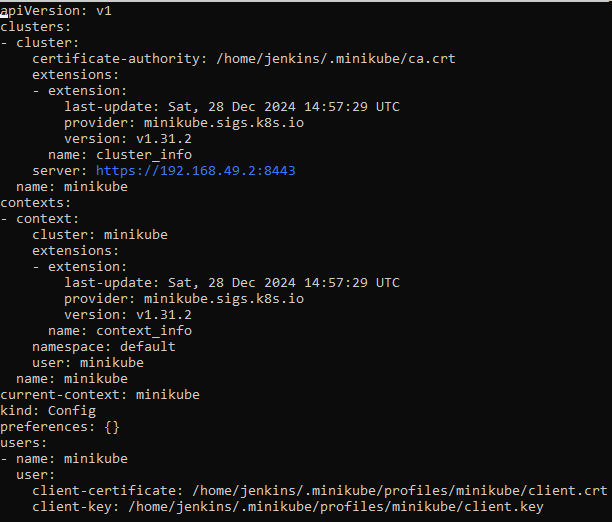 apiVersion: v1
clusters:
- cluster:
    certificate-authority: /home/jenkins/.minikube/ca.crt
    extensions:
    - extension:
        last-update: Sat, 28 Dec 2024 14:57:29 UTC
        provider: minikube.sigs.k8s.io
        version: v1.31.2
      name: cluster_info
    server: https://192.168.49.2:8443
  name: minikube
contexts:
- context:
    cluster: minikube
    extensions:
    - extension:
        last-update: Sat, 28 Dec 2024 14:57:29 UTC
        provider: minikube.sigs.k8s.io
        version: v1.31.2
      name: context_info
    namespace: default
    user: minikube
  name: minikube
current-context: minikube
kind: Config
preferences: {}
users:
- name: minikube
  user:
    client-certificate: /home/jenkins/.minikube/profiles/minikube/client.crt
    client-key: /home/jenkins/.minikube/profiles/minikube/client.key